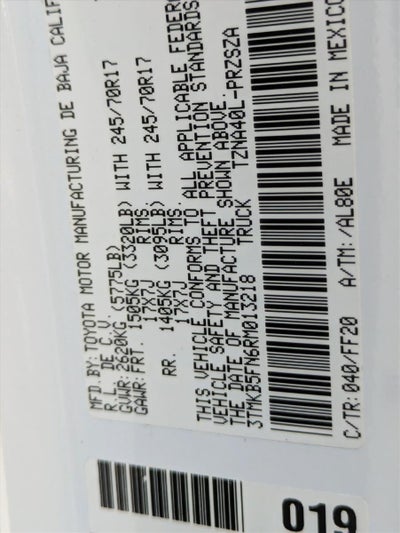 MFD. BY: TOYOTA MOTOR MANUFACTURING DE BAJA CALIF
R.L. DE C.V.
GVWR: 2620KG (5775LB)
GAWR: FRT. 1505KG (3320LB) WITH 245/70R17
17X7J RIMS.
RR. 1405KG (3095LB) WITH 245/70R17
17X7J RIMS.
THIS VEHICLE CONFORMS TO ALL APPLICABLE FEDER
VEHICLE SAFETY AND THEFT PREVENTION STANDARDS
THE DATE OF MANUFACTURE SHOWN ABOVE.
3TMKB5FN6RM013218 TRUCK TZNA40L-PRZSZA
C/TR: 040/FF20 A/TM: /AL80E MADE IN MEXICO
019